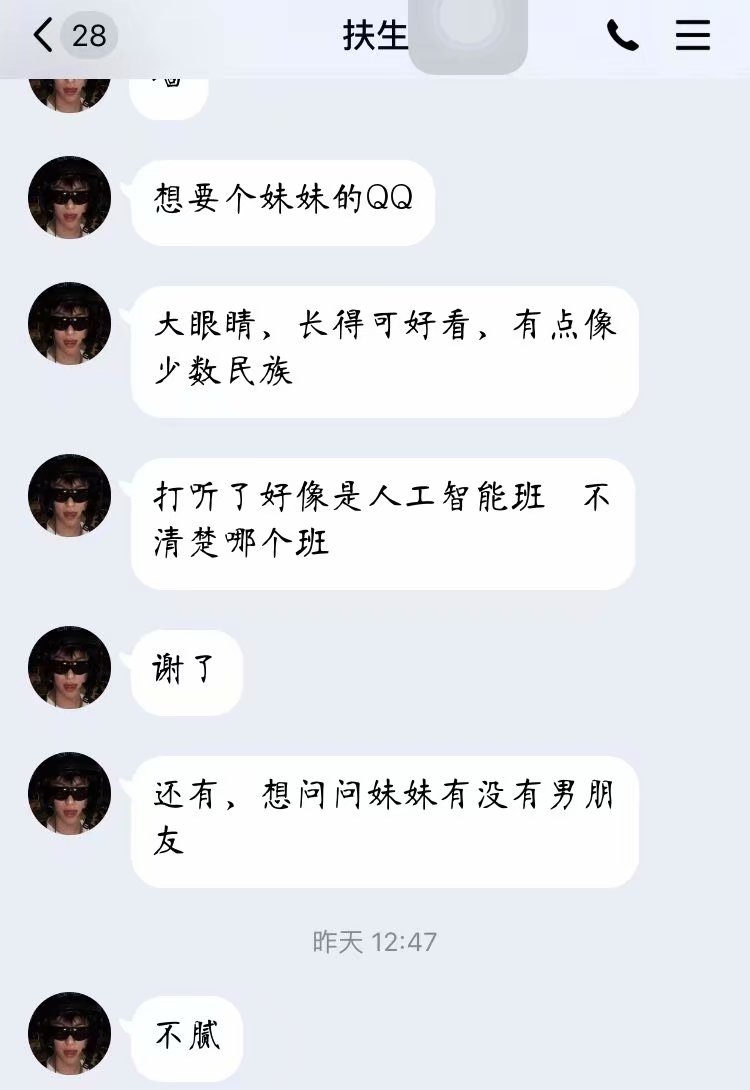 28
扶生
想要个妹妹的QQ
大眼睛，长得可好看，有点像
少数民族
打听了好像是人工智能班 不
清楚哪个班
谢了
还有，想问问妹妹有没有男朋
友
昨天 12:47
不腻